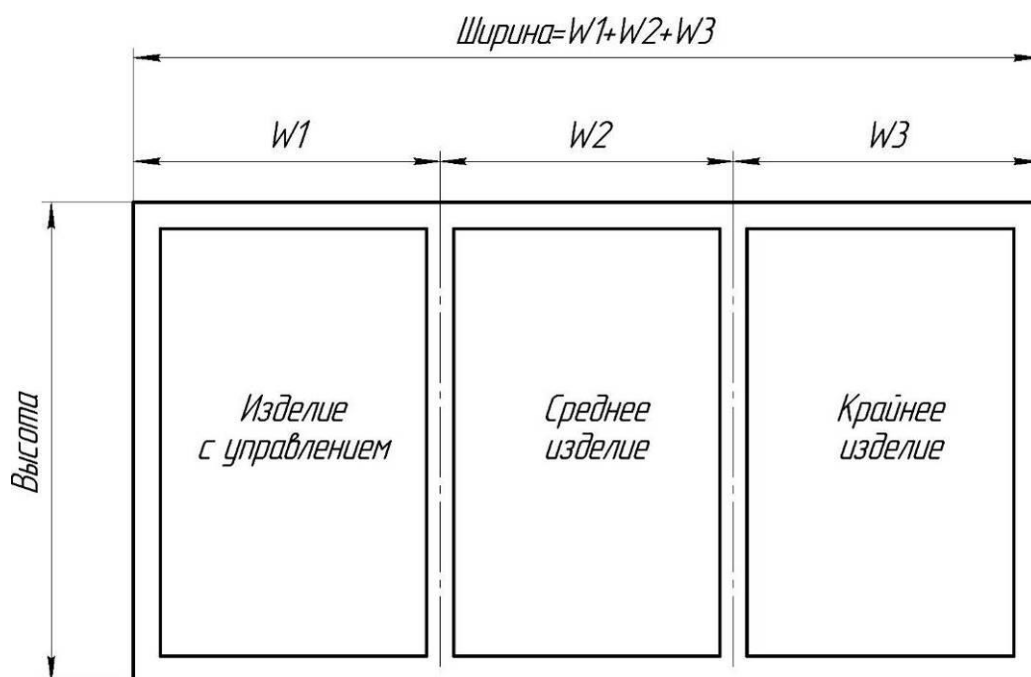 Ширина=W1+W2+W3
W1
W2
W3
Высота
Изделие
с управлением
Среднее
изделие
Крайнее
изделие